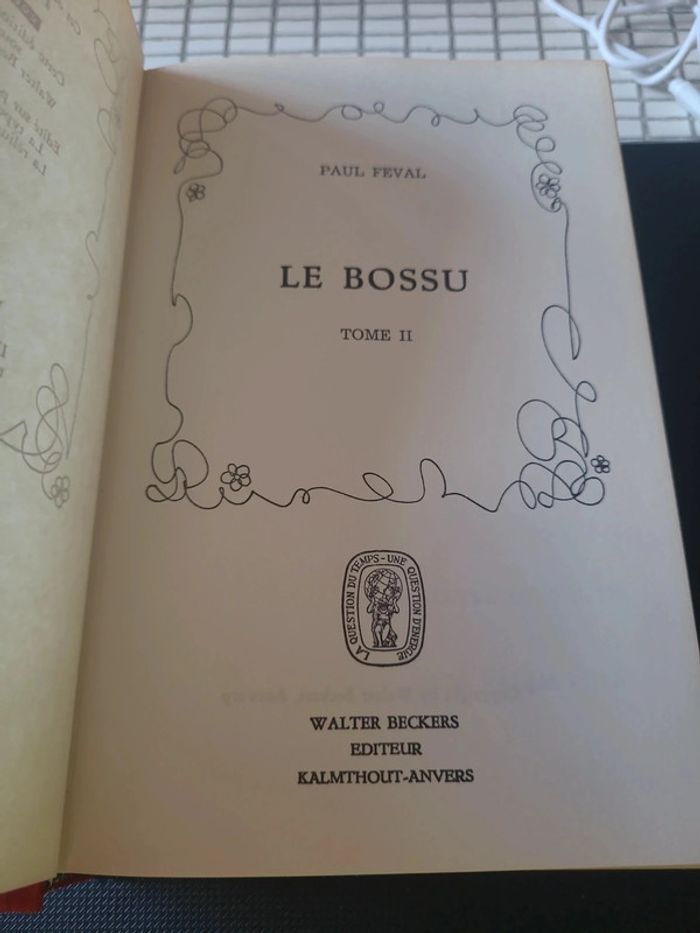 PAUL FEVAL
LE BOSSU
TOME II
LA QUESTION DU TEMPS - UNE QUESTION D'ENERGIE
WALTER BECKERS
EDITEUR
KALMTHOUT-ANVERS